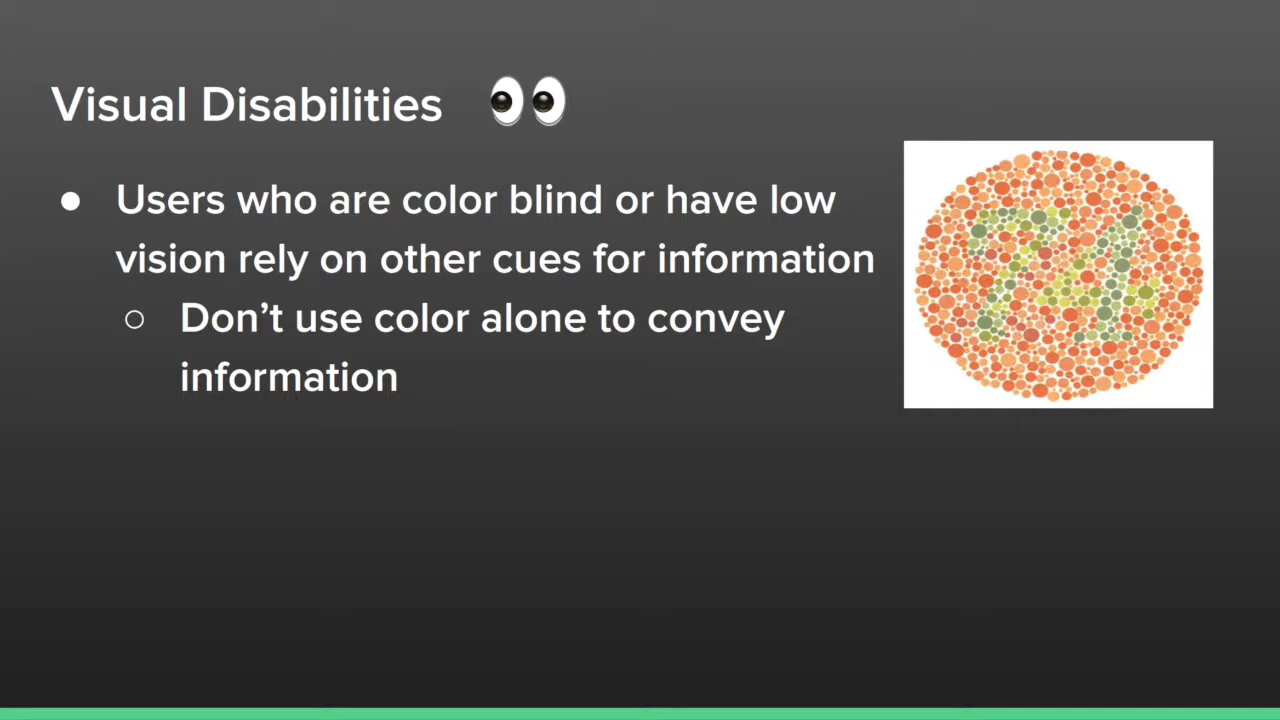 Visual Disabilities 👀
● Users who are color blind or have low
vision rely on other cues for information
○ Don’t use color alone to convey
information
74